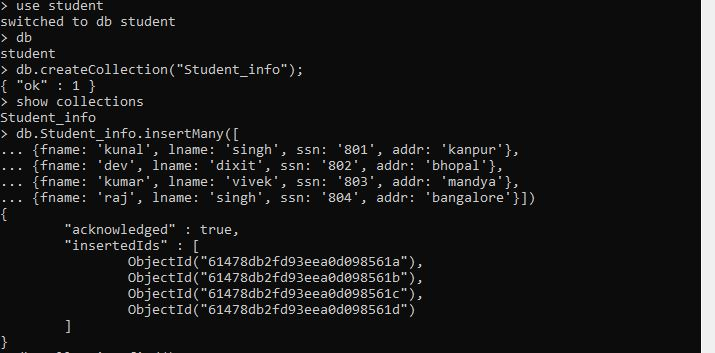 > use student
switched to db student
> db
student
> db.createCollection("Student_info");
{ "ok" : 1 }
> show collections
Student_info
> db.Student_info.insertMany([
... {fname: 'kunal', lname: 'singh', ssn: '801', addr: 'kanpur'},
... {fname: 'dev', lname: 'dixit', ssn: '802', addr: 'bhopal'},
... {fname: 'kumar', lname: 'vivek', ssn: '803', addr: 'mandya'},
... {fname: 'raj', lname: 'singh', ssn: '804', addr: 'bangalore'}])
{
        "acknowledged" : true,
        "insertedIds" : [
                ObjectId("61478db2fd93eea0d098561a"),
                ObjectId("61478db2fd93eea0d098561b"),
                ObjectId("61478db2fd93eea0d098561c"),
                ObjectId("61478db2fd93eea0d098561d")
        ]
}